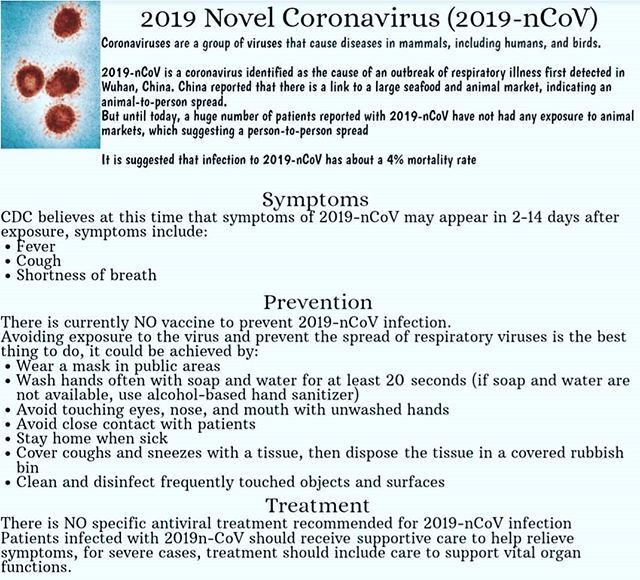 2019 Novel Coronavirus (2019-nCoV)
Coronaviruses are a group of viruses that cause diseases in mammals, including humans, and birds.
2019-nCoV is a coronavirus identified as the cause of an outbreak of respiratory illness first detected in
Wuhan, China. China reported that there is a link to a large seafood and animal market, indicating an
animal-to-person spread.
But until today, a huge number of patients reported with 2019-nCoV have not had any exposure to animal
markets, which suggesting a person-to-person spread
It is suggested that infection to 2019-nCoV has about a 4% mortality rate
Symptoms
CDC believes at this time that symptoms of 2019-nCoV may appear in 2-14 days after
exposure, symptoms include:
• Fever
• Cough
• Shortness of breath
Prevention
There is currently NO vaccine to prevent 2019-nCoV infection.
Avoiding exposure to the virus and prevent the spread of respiratory viruses is the best
thing to do, it could be achieved by:
• Wear a mask in public areas
• Wash hands often with soap and water for at least 20 seconds (if soap and water are
not available, use alcohol-based hand sanitizer)
• Avoid touching eyes, nose, and mouth with unwashed hands
• Avoid close contact with patients
• Stay home when sick
• Cover coughs and sneezes with a tissue, then dispose the tissue in a covered rubbish
bin
• Clean and disinfect frequently touched objects and surfaces
Treatment
There is NO specific antiviral treatment recommended for 2019-nCoV infection
Patients infected with 2019n-CoV should receive supportive care to help relieve
symptoms, for severe cases, treatment should include care to support vital organ
functions.